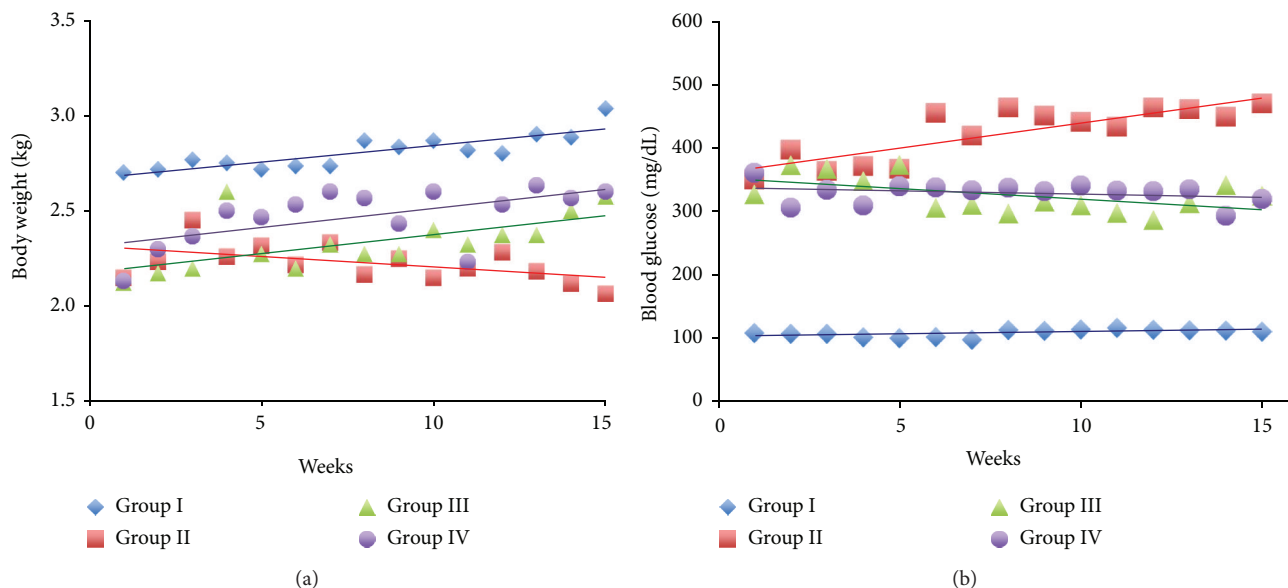 3.5
3.0
2.5
2.0
1.5
Body weight (kg)
0
5
10
15
Weeks
Group I
Group III
Group II
Group IV
(a)
600
500
400
300
200
100
0
Blood glucose (mg/dL)
0
5
10
15
Weeks
Group I
Group III
Group II
Group IV
(b)